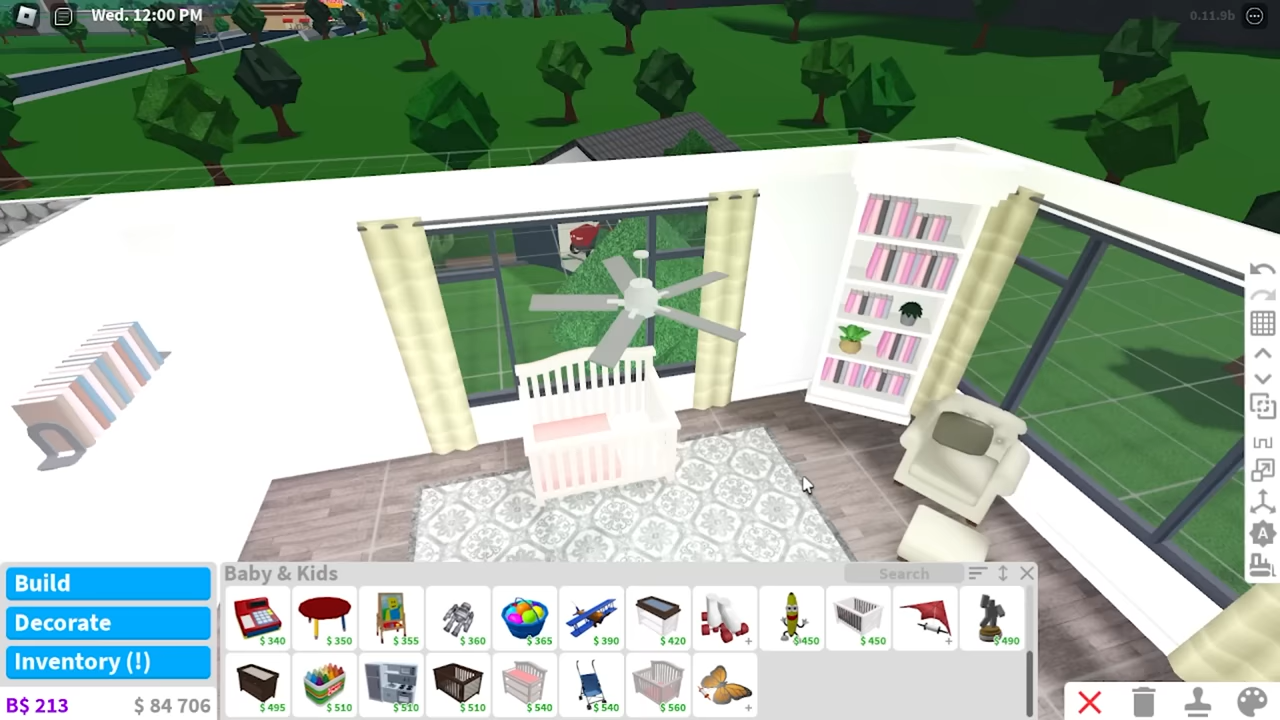 Wed. 12:00 PM
0.11.9b
Build
Decorate
Inventory (!)
B$ 213
$ 84 706
Baby & Kids
Search
$ 340
$ 350
$ 355
$ 360
$ 365
$ 390
$ 420
+
$ 450
$ 450
+
$ 490
$ 495
$ 510
$ 510
$ 510
$ 540
$ 540
$ 560
+
A